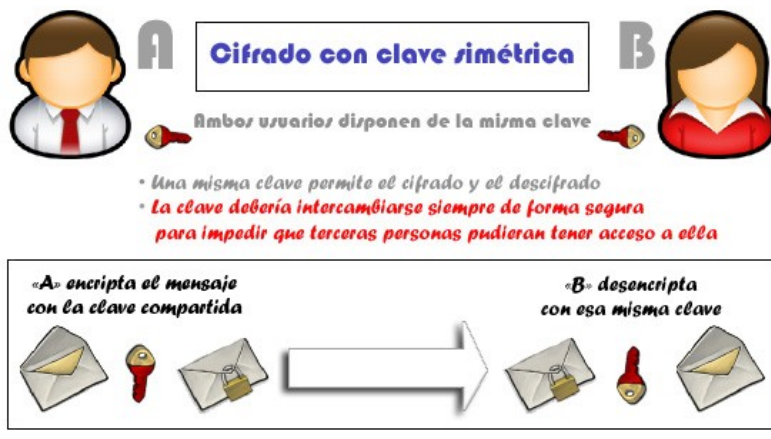 A
Cifrado con clave simétrica
B
Ambos usuarios disponen de la misma clave
• Una misma clave permite el cifrado y el descifrado
• La clave debería intercambiarse siempre de forma segura
para impedir que terceras personas pudieran tener acceso a ella
«A» encripta el mensaje
con la clave compartida
«B» desencripta
con esa misma clave